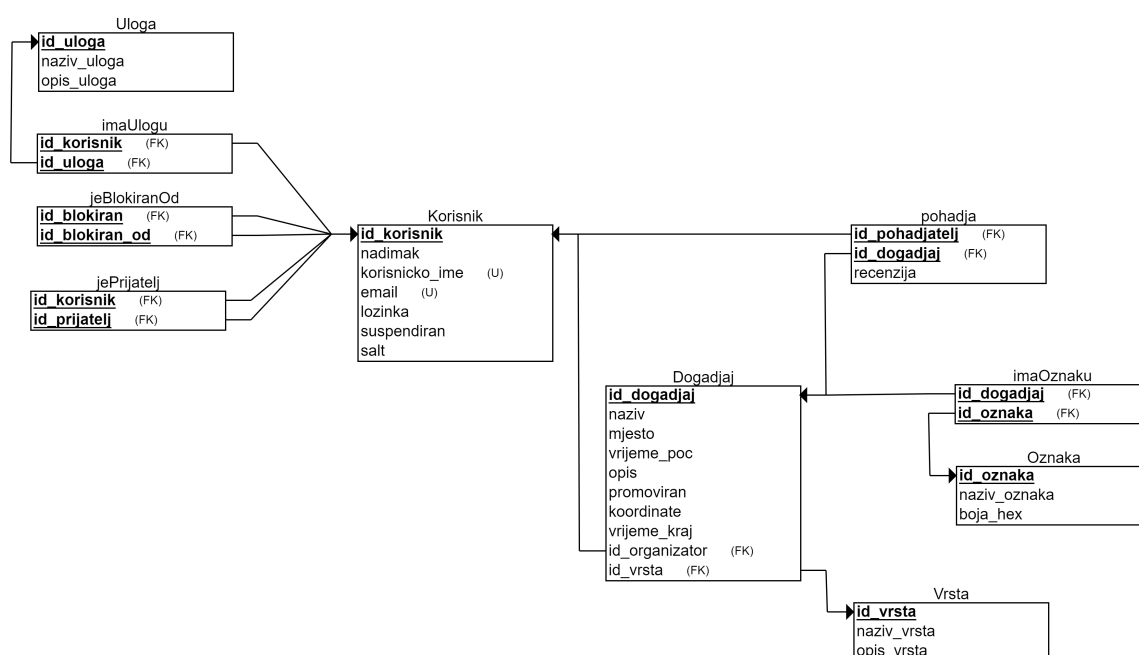 Uloga
id_uloga
naziv_uloga
opis_uloga
imaUlogu
id_korisnik (FK)
id_uloga (FK)
jeBlokiranOd
id_blokiran (FK)
id_blokiran_od (FK)
jePrijatelj
id_korisnik (FK)
id_prijatelj (FK)
Korisnik
id_korisnik
nadimak
korisnicko_ime (U)
email (U)
lozinka
suspendiran
salt
pohadja
id_pohadjatelj (FK)
id_dogadjaj (FK)
recenzija
Dogadjaj
id_dogadjaj
naziv
mjesto
vrijeme_poc
opis
promoviran
koordinate
vrijeme_kraj
id_organizator (FK)
id_vrsta (FK)
imaOznaku
id_dogadjaj (FK)
id_oznaka (FK)
Oznaka
id_oznaka
naziv_oznaka
boja_hex
Vrsta
id_vrsta
naziv_vrsta
opis_vrsta